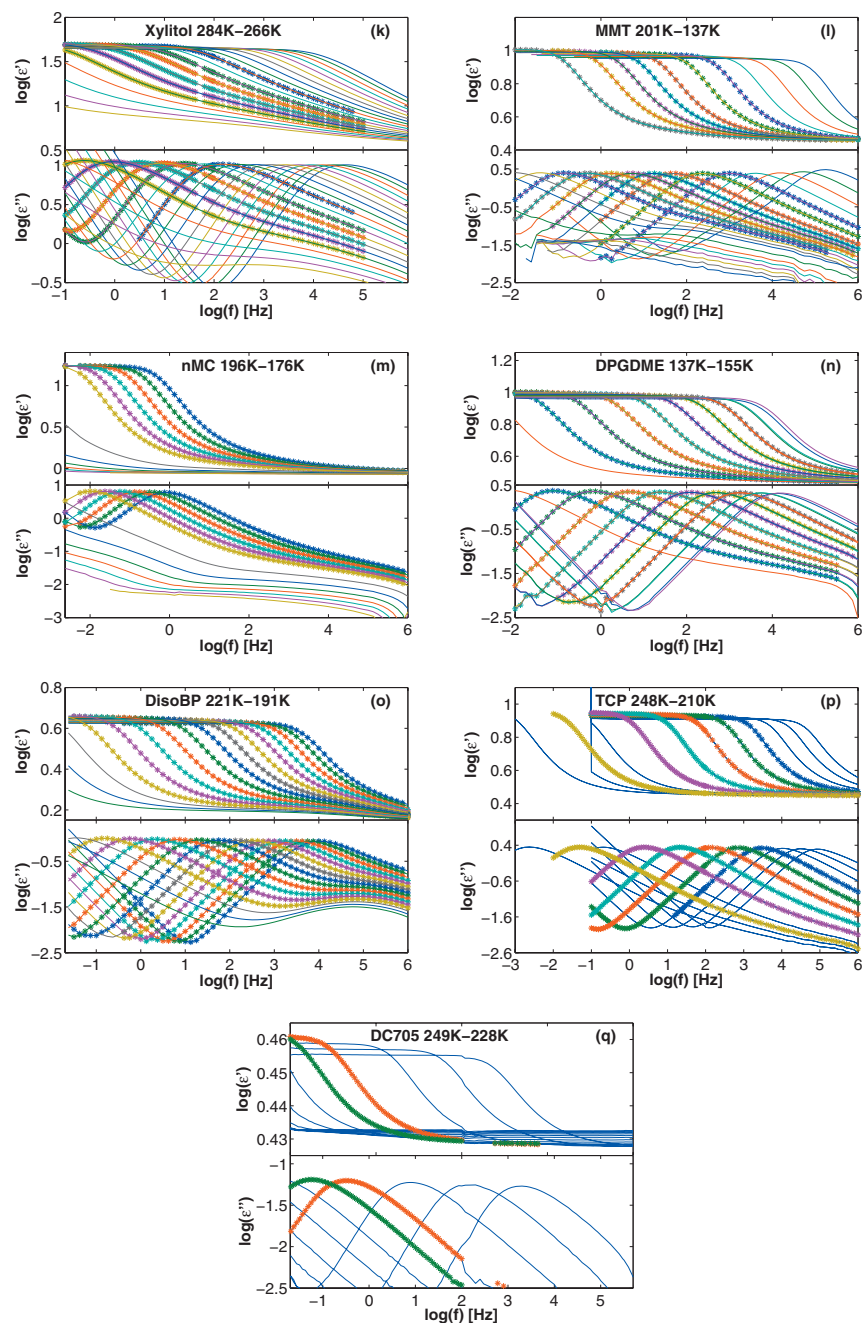 Xylitol 284K−266K (k)
2
1.5
1
0.5
log(ε')
1
0.5
0
−0.5
log(ε'')
−1 0 1 2 3 4 5
log(f) [Hz]
MMT 201K−137K (l)
1
0.8
0.6
0.4
log(ε')
0.5
−0.5
−1.5
−2.5
log(ε'')
−2 0 2 4 6
log(f) [Hz]
nMC 196K−176K (m)
1
0
log(ε')
1
0
−1
−2
−3
log(ε'')
−2 0 2 4 6
log(f) [Hz]
DPGDME 137K−155K (n)
1.2
1.0
0.8
0.6
log(ε')
0.5
−0.5
−1.5
−2.5
log(ε'')
−2 0 2 4 6
log(f) [Hz]
DisoBP 221K−191K (o)
0.8
0.6
0.4
0.2
log(ε')
−0.5
−1.5
−2.5
log(ε'')
−1 0 1 2 3 4 5 6
log(f) [Hz]
TCP 248K−210K (p)
1
0.8
0.6
0.4
log(ε')
0.4
−0.6
−1.6
−2.6
log(ε'')
−3 −2 −1 0 1 2 3 4 5 6
log(f) [Hz]
DC705 249K−228K (q)
0.46
0.45
0.44
0.43
log(ε')
−1
−1.5
−2
−2.5
log(ε'')
−1 0 1 2 3 4 5
log(f) [Hz]